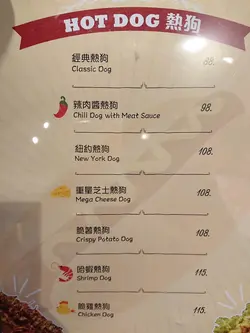 HOT DOG 熱狗
經典熱狗 88.
Classic Dog
辣肉醬熱狗 98.
Chili Dog with Meat Sauce
紐約熱狗 108.
New York Dog
重量芝士熱狗 108.
Mega Cheese Dog
脆薯熱狗 108.
Crispy Potato Dog
哈蝦熱狗 115.
Shrimp Dog
脆雞熱狗 115.
Chicken Dog